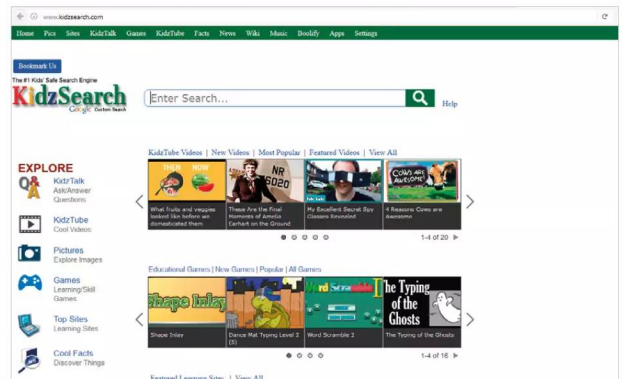 www.kidzsearch.com
Home Pics Sites KidzTalk Games KidzTube Facts News Wiki Music Boolify Apps Settings
Bookmark Us
The #1 Kids' Safe Search Engine
KidzSearch
Google Custom Search
Enter Search...
Help
KidzTube Videos | New Videos | Most Popular | Featured Videos | View All
EXPLORE
Q&A
KidzTalk
Ask/Answer
Questions
KidzTube
Cool Videos
Pictures
Explore Images
Games
Learning/Skill
Games
Top Sites
Learning Sites
Cool Facts
Discover Things
THEN NOW
NR
6020
COWS ARE
AWESOME!
What fruits and veggies
looked like before we
domesticated them
These Are the Final
Moments of Amelia
Earhart on the Ground
My Excellent Secret Spy
Glasses Revealed
4 Reasons Cows are
Awesome
1-4 of 20
Educational Games | New Games | Popular | All Games
Shape Inlay
Word Scramble II
The Typing
of the
Ghosts
Shape Inlay
Dance Mat Typing Level 2
(5)
Word Scramble 2
The Typing of the Ghosts
1-4 of 16
Featured Learning Sites | View All